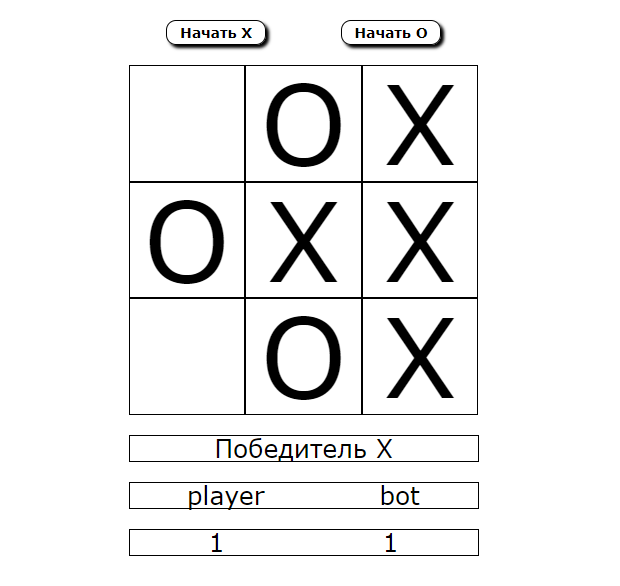 Начать X Начать O
O X
O X X
O X
Победитель X
player bot
1 1